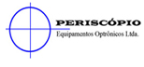 PERISCÓPIO
Equipamentos Optrônicos Ltda.